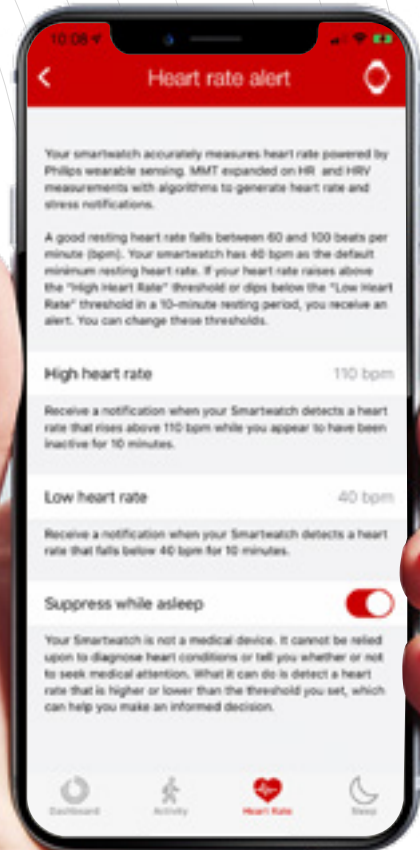 10:08
Heart rate alert
Your smartwatch accurately measures heart rate powered by
Philips wearable sensing. MMT expanded on HR and HRV
measurements with algorithms to generate heart rate and
stress notifications.
A good resting heart rate falls between 60 and 100 beats per
minute (bpm). Your smartwatch has 40 bpm as the default
minimum resting heart rate. If your heart rate raises above
the "High Heart Rate" threshold or dips below the "Low Heart
Rate" threshold in a 10-minute resting period, you receive an
alert. You can change these thresholds.
High heart rate 110 bpm
Receive a notification when your Smartwatch detects a heart
rate that rises above 110 bpm while you appear to have been
inactive for 10 minutes.
Low heart rate 40 bpm
Receive a notification when your Smartwatch detects a heart
rate that falls below 40 bpm for 10 minutes.
Suppress while asleep
Your Smartwatch is not a medical device. It cannot be relied
upon to diagnose heart conditions or tell you whether or not
to seek medical attention. What it can do is detect a heart
rate that is higher or lower than the threshold you set, which
can help you make an informed decision.
Dashboard Activity Heart Rate Sleep